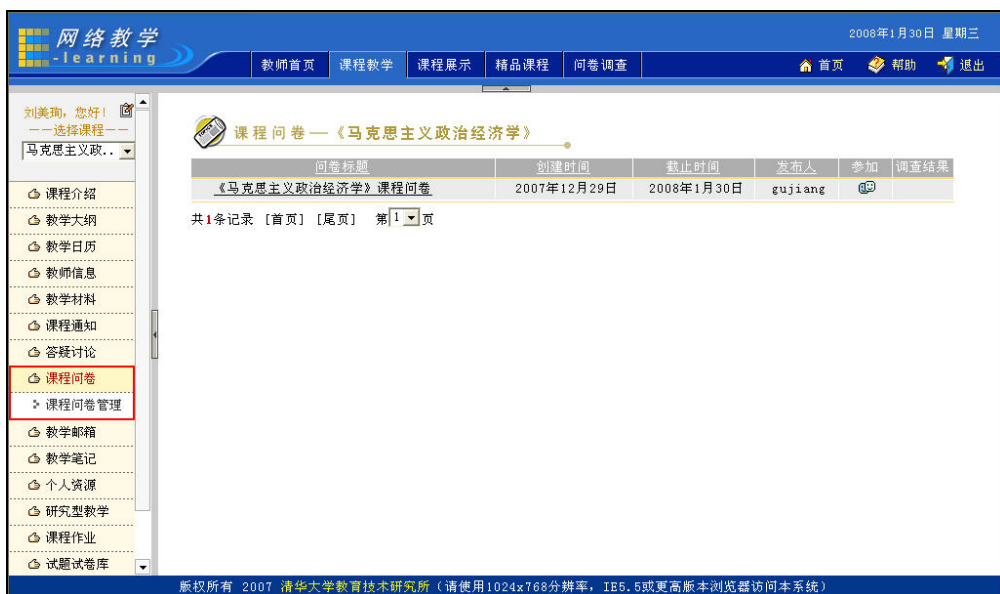 网络教学
-learning
2008年1月30日 星期三
教师首页 课程教学 课程展示 精品课程 问卷调查 首页 帮助 退出
刘美珣，您好！
——选择课程——
马克思主义政..
课程介绍
教学大纲
教学日历
教师信息
教学材料
课程通知
答疑讨论
课程问卷
课程问卷管理
教学邮箱
教学笔记
个人资源
研究型教学
课程作业
试题试卷库
课程问卷—《马克思主义政治经济学》
问卷标题 创建时间 截止时间 发布人 参加 调查结果
《马克思主义政治经济学》课程问卷 2007年12月29日 2008年1月30日 gujiang
共1条记录 [首页] [尾页] 第1页
版权所有 2007 清华大学教育技术研究所（请使用1024x768分辨率，IE5.5或更高版本浏览器访问本系统）